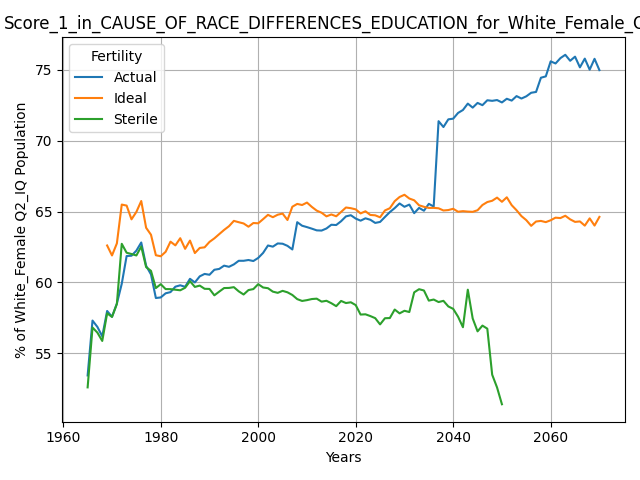 Score_1_in_CAUSE_OF_RACE_DIFFERENCES_EDUCATION_for_White_Female_
Fertility
Actual
Ideal
Sterile
% of White_Female Q2_IQ Population
75
70
65
60
55
1960
1980
2000
2020
2040
2060
Years